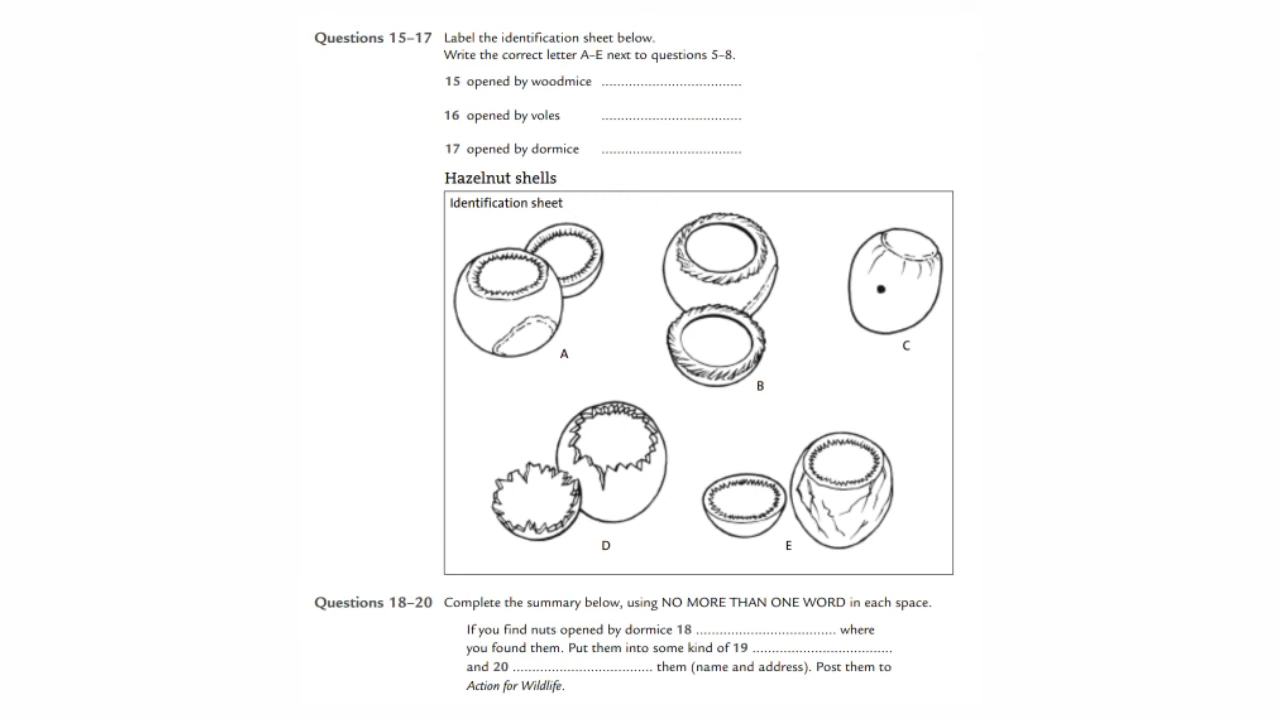 Questions 15–17 Label the identification sheet below.
Write the correct letter A–E next to questions 5–8.
15 opened by woodmice ....................................
16 opened by voles ....................................
17 opened by dormice ....................................
Hazelnut shells
Identification sheet
A
B
C
D
E
Questions 18–20 Complete the summary below, using NO MORE THAN ONE WORD in each space.
If you find nuts opened by dormice 18 .................................... where
you found them. Put them into some kind of 19 ....................................
and 20 .................................... them (name and address). Post them to
Action for Wildlife.